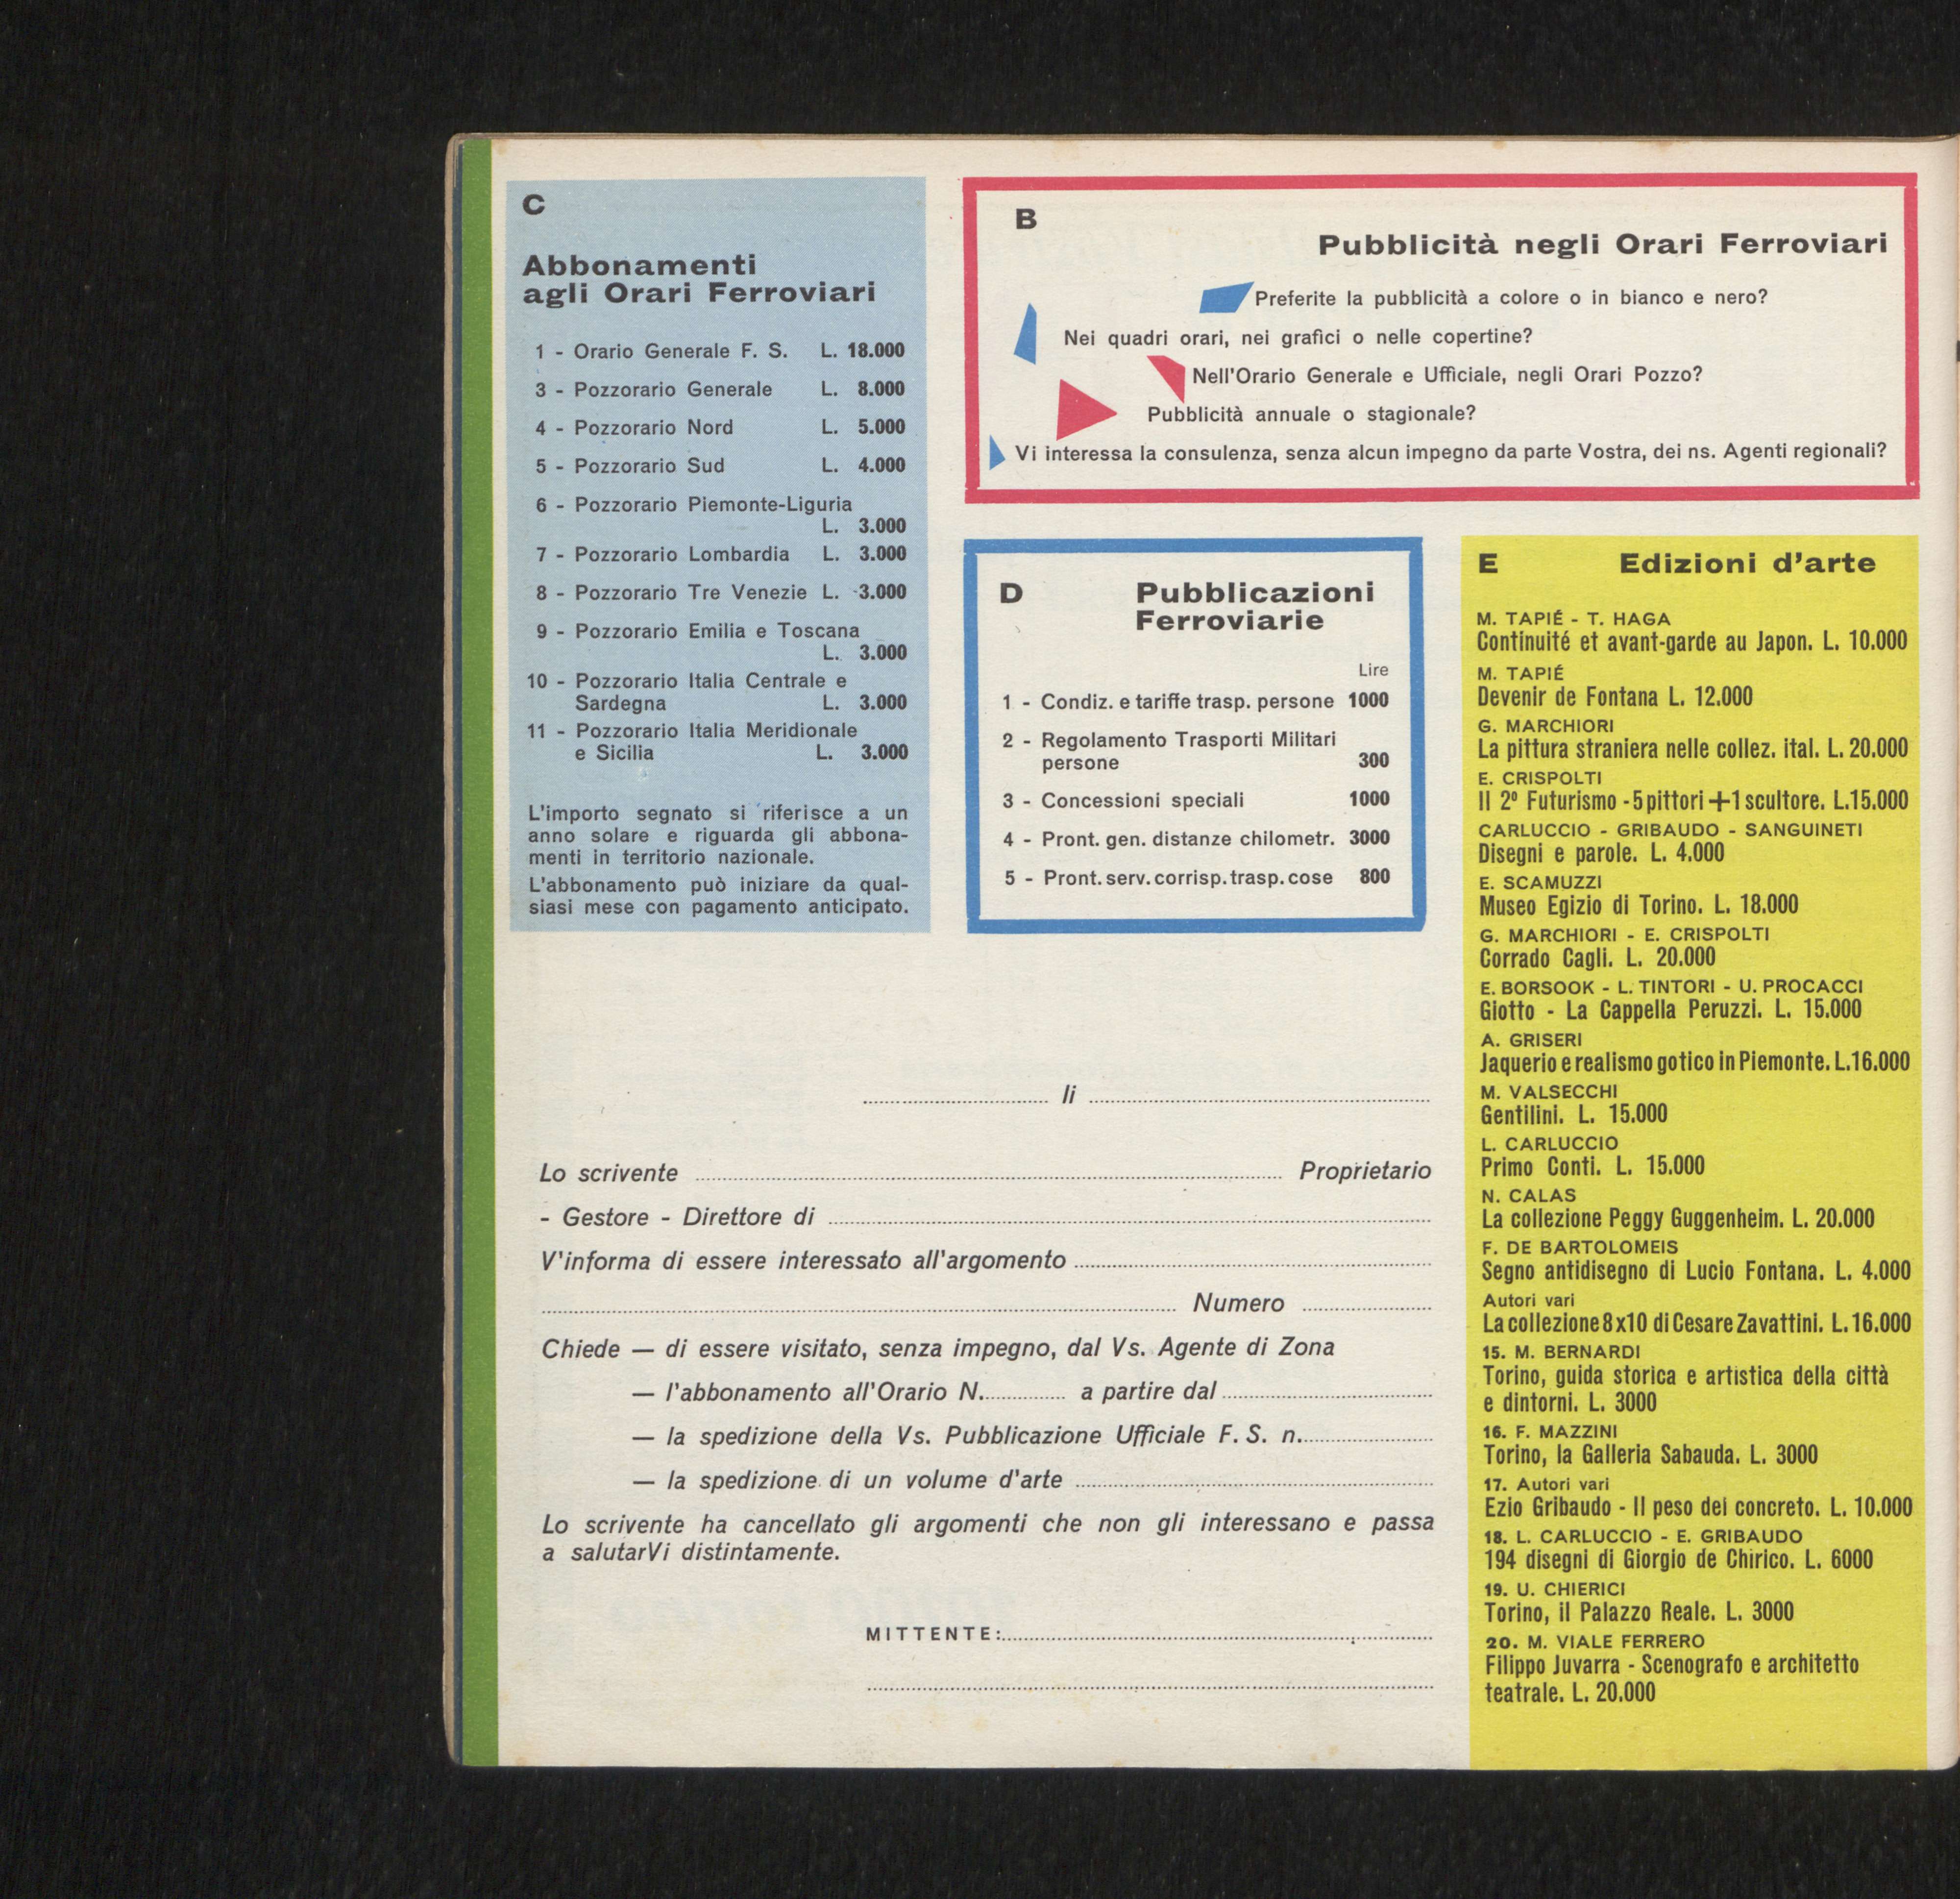 C
Abbonamenti
agli Orari Ferroviari
1 - Orario Generale F. S. L. 18.000
3 - Pozzorario Generale L. 8.000
4 - Pozzorario Nord L. 5.000
5 - Pozzorario Sud L. 4.000
6 - Pozzorario Piemonte-Liguria
L. 3.000
7 - Pozzorario Lombardia L. 3.000
8 - Pozzorario Tre Venezie L. 3.000
9 - Pozzorario Emilia e Toscana
L. 3.000
10 - Pozzorario Italia Centrale e
Sardegna L. 3.000
11 - Pozzorario Italia Meridionale
e Sicilia L. 3.000
L'importo segnato si riferisce a un
anno solare e riguarda gli abbona-
menti in territorio nazionale.
L'abbonamento può iniziare da qual-
siasi mese con pagamento anticipato.
B
Pubblicità negli Orari Ferroviari
Preferite la pubblicità a colore o in bianco e nero?
Nei quadri orari, nei grafici o nelle copertine?
Nell'Orario Generale e Ufficiale, negli Orari Pozzo?
Pubblicità annuale o stagionale?
Vi interessa la consulenza, senza alcun impegno da parte Vostra, dei ns. Agenti regionali?
D Pubblicazioni
Ferroviarie
Lire
1 - Condiz. e tariffe trasp. persone 1000
2 - Regolamento Trasporti Militari
persone 300
3 - Concessioni speciali 1000
4 - Pront. gen. distanze chilometr. 3000
5 - Pront. serv. corrisp. trasp. cose 800
E Edizioni d'arte
M. TAPIÉ - T. HAGA
Continuité et avant-garde au Japon. L. 10.000
M. TAPIÉ
Devenir de Fontana L. 12.000
G. MARCHIORI
La pittura straniera nelle collez. ital. L. 20.000
E. CRISPOLTI
Il 2º Futurismo - 5 pittori + 1 scultore. L. 15.000
CARLUCCIO - GRIBAUDO - SANGUINETI
Disegni e parole. L. 4.000
E. SCAMUZZI
Museo Egizio di Torino. L. 18.000
G. MARCHIORI - E. CRISPOLTI
Corrado Cagli. L. 20.000
E. BORSOOK - L. TINTORI - U. PROCACCI
Giotto - La Cappella Peruzzi. L. 15.000
A. GRISERI
Jaquerio e realismo gotico in Piemonte. L. 16.000
M. VALSECCHI
Gentilini. L. 15.000
L. CARLUCCIO
Primo Conti. L. 15.000
N. CALAS
La collezione Peggy Guggenheim. L. 20.000
F. DE BARTOLOMEIS
Segno antidisegno di Lucio Fontana. L. 4.000
Autori vari
La collezione 8x10 di Cesare Zavattini. L. 16.000
15. M. BERNARDI
Torino, guida storica e artistica della città
e dintorni. L. 3000
16. F. MAZZINI
Torino, la Galleria Sabauda. L. 3000
17. Autori vari
Ezio Gribaudo - Il peso del concreto. L. 10.000
18. L. CARLUCCIO - E. GRIBAUDO
194 disegni di Giorgio de Chirico. L. 6000
19. U. CHIERICI
Torino, il Palazzo Reale. L. 3000
20. M. VIALE FERRERO
Filippo Juvarra - Scenografo e architetto
teatrale. L. 20.000
li
Lo scrivente Proprietario
- Gestore - Direttore di
V'informa di essere interessato all'argomento
Numero
Chiede — di essere visitato, senza impegno, dal Vs. Agente di Zona
— l'abbonamento all'Orario N. a partire dal
— la spedizione della Vs. Pubblicazione Ufficiale F. S. n.
— la spedizione di un volume d'arte
Lo scrivente ha cancellato gli argomenti che non gli interessano e passa
a salutarVi distintamente.
MITTENTE: